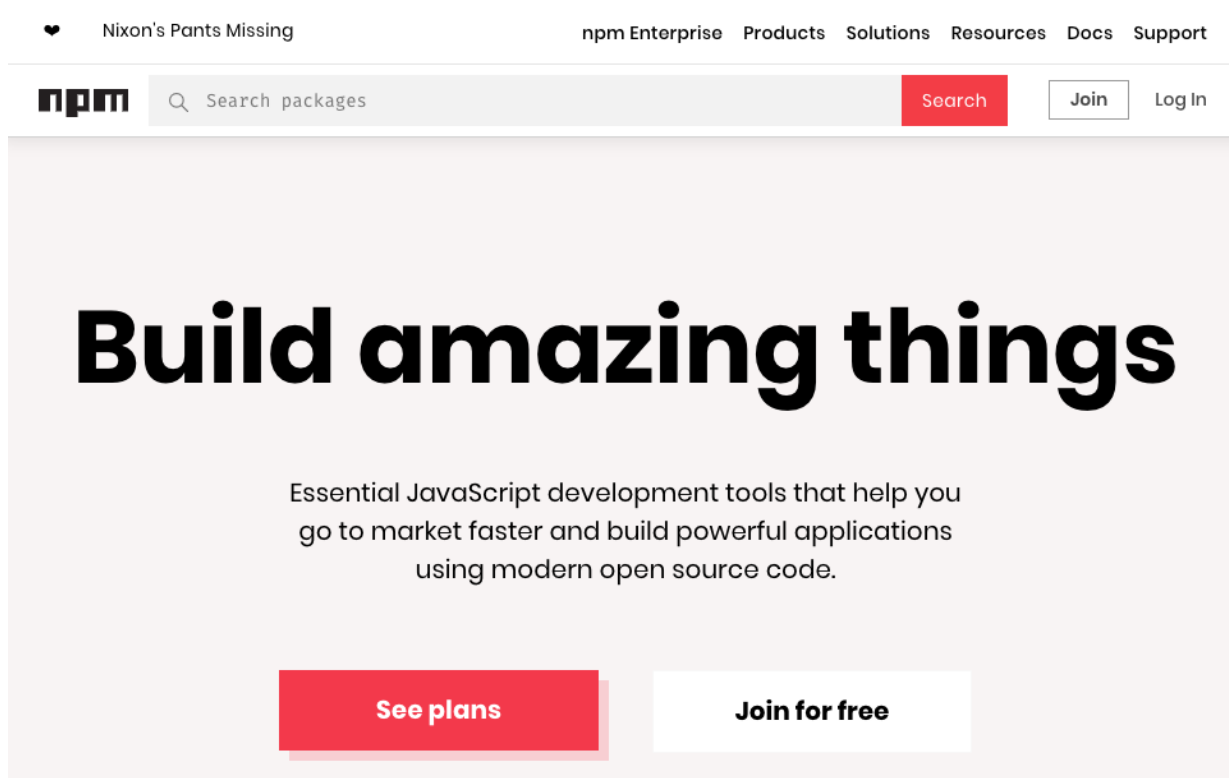 ❤ Nixon's Pants Missing
npm Enterprise Products Solutions Resources Docs Support
npm
Search packages
Search
Join
Log In
Build amazing things
Essential JavaScript development tools that help you
go to market faster and build powerful applications
using modern open source code.
See plans
Join for free